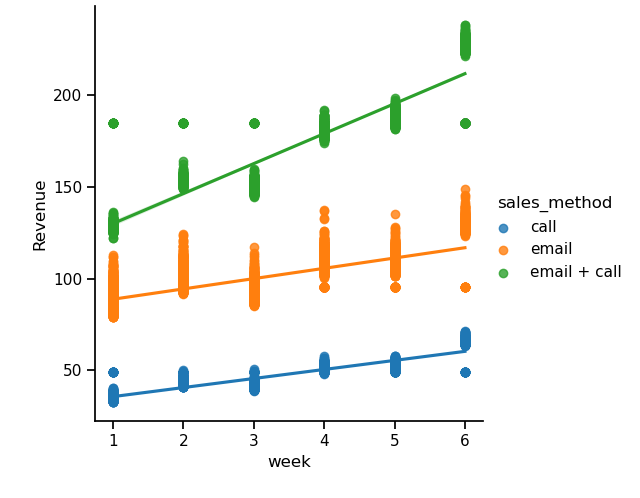 200
150
100
50
Revenue
1 2 3 4 5 6
week
sales_method
call
email
email + call